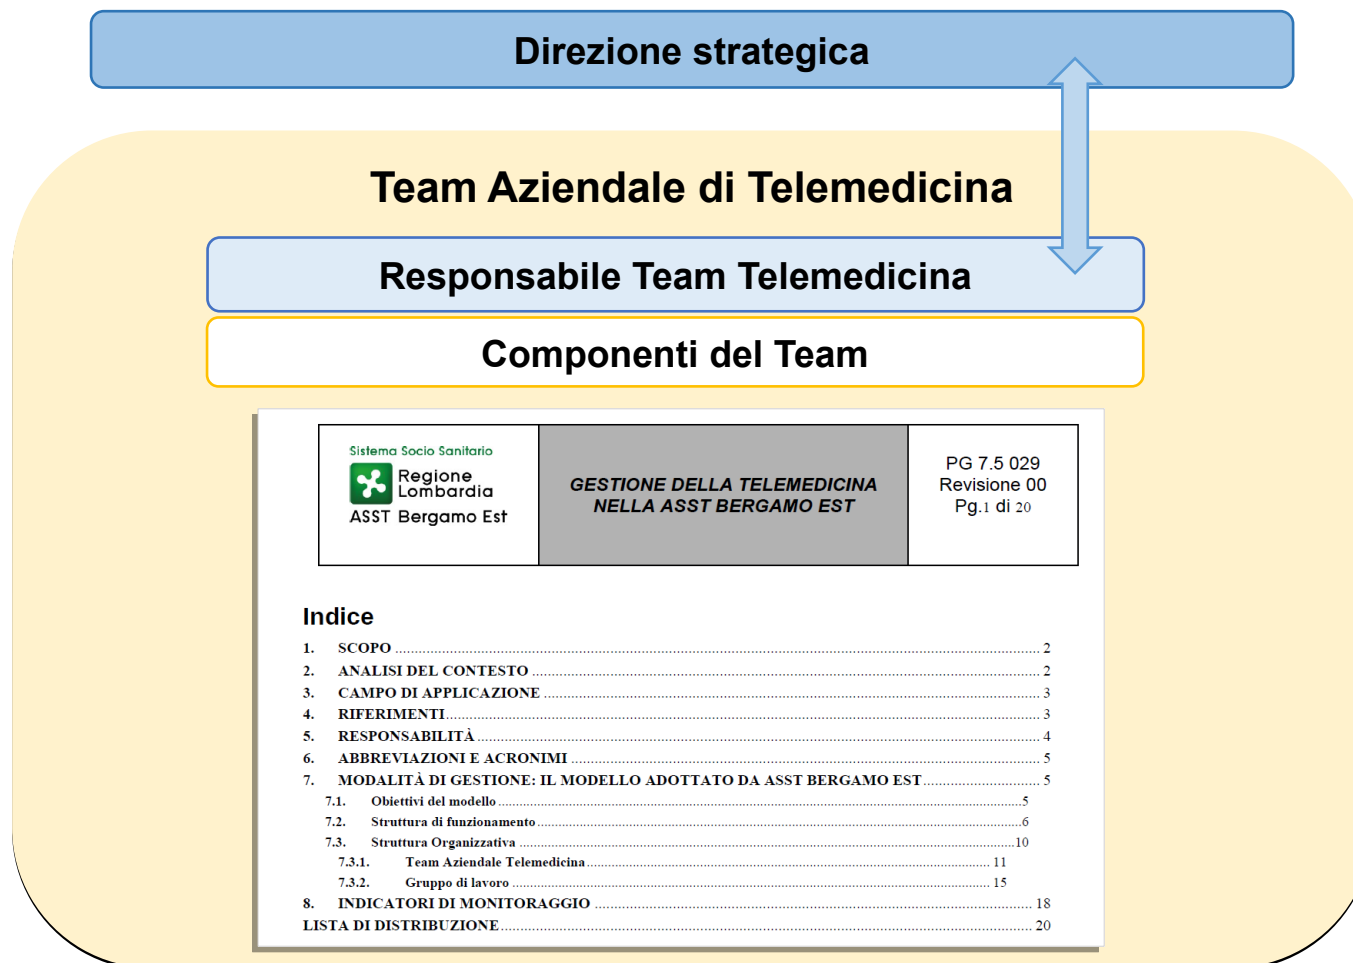 Direzione strategica
Team Aziendale di Telemedicina
Responsabile Team Telemedicina
Componenti del Team
Sistema Socio Sanitario
Regione
Lombardia
ASST Bergamo Est
GESTIONE DELLA TELEMEDICINA
NELLA ASST BERGAMO EST
PG 7.5 029
Revisione 00
Pg.1 di 20
Indice
1. SCOPO 2
2. ANALISI DEL CONTESTO 2
3. CAMPO DI APPLICAZIONE 3
4. RIFERIMENTI 3
5. RESPONSABILITÀ 4
6. ABBREVIAZIONI E ACRONIMI 5
7. MODALITÀ DI GESTIONE: IL MODELLO ADOTTATO DA ASST BERGAMO EST 5
7.1. Obiettivi del modello 5
7.2. Struttura di funzionamento 6
7.3. Struttura Organizzativa 10
7.3.1. Team Aziendale Telemedicina 11
7.3.2. Gruppo di lavoro 15
8. INDICATORI DI MONITORAGGIO 18
LISTA DI DISTRIBUZIONE 20